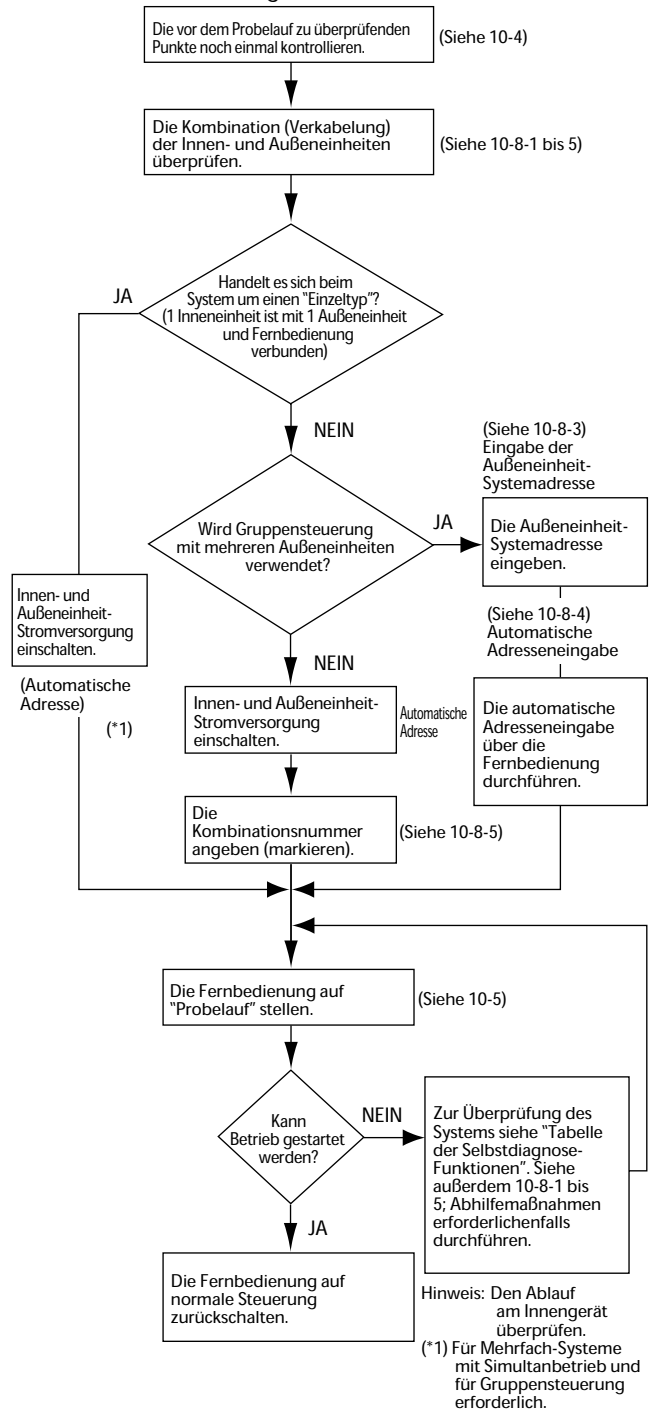 Die vor dem Probelauf zu überprüfenden
Punkte noch einmal kontrollieren.
(Siehe 10-4)
Die Kombination (Verkabelung)
der Innen- und Außeneinheiten
überprüfen.
(Siehe 10-8-1 bis 5)
JA
Handelt es sich beim
System um einen "Einzeltyp"?
(1 Inneneinheit ist mit 1 Außeneinheit
und Fernbedienung
verbunden)
NEIN
(Siehe 10-8-3)
Eingabe der
Außeneinheit-
Systemadresse
Wird Gruppensteuerung
mit mehreren Außeneinheiten
verwendet?
JA
Die Außeneinheit-
Systemadresse
eingeben.
Innen- und
Außeneinheit-
Stromversorgung
einschalten.
(Automatische
Adresse)
(*1)
(Siehe 10-8-4)
Automatische
Adresseneingabe
NEIN
Innen- und Außeneinheit-
Stromversorgung
einschalten.
Automatische
Adresse
Die automatische
Adresseneingabe
über die
Fernbedienung
durchführen.
Die
Kombinationsnummer
angeben (markieren).
(Siehe 10-8-5)
Die Fernbedienung auf
"Probelauf" stellen.
(Siehe 10-5)
Kann
Betrieb gestartet
werden?
NEIN
Zur Überprüfung des
Systems siehe "Tabelle
der Selbstdiagnose-
Funktionen". Siehe
außerdem 10-8-1 bis
5; Abhilfemaßnahmen
erforderlichenfalls
durchführen.
JA
Die Fernbedienung auf
normale Steuerung
zurückschalten.
Hinweis: Den Ablauf
am Innengerät
überprüfen.
(*1) Für Mehrfach-Systeme
mit Simultanbetrieb und
für Gruppensteuerung
erforderlich.